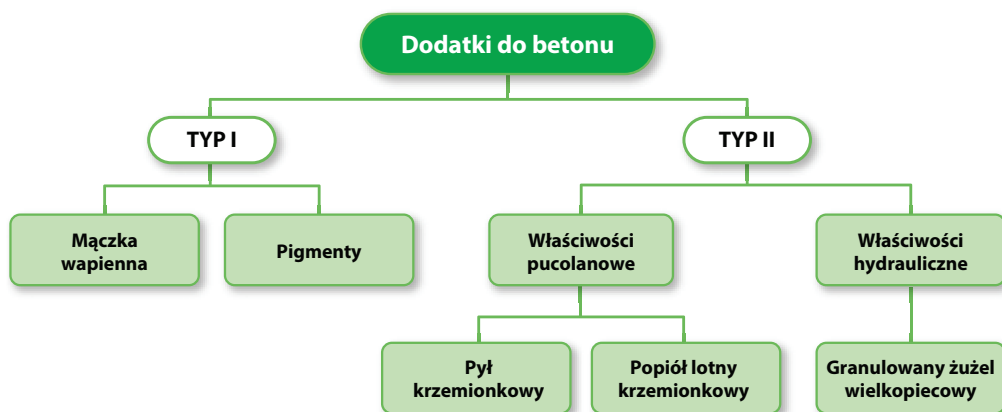 Dodatki do betonu
TYP I
TYP II
Mączka
wapienna
Pigmenty
Właściwości
pucolanowe
Właściwości
hydrauliczne
Pył
krzemionkowy
Popiół lotny
krzemionkowy
Granulowany żużel
wielkopiecowy